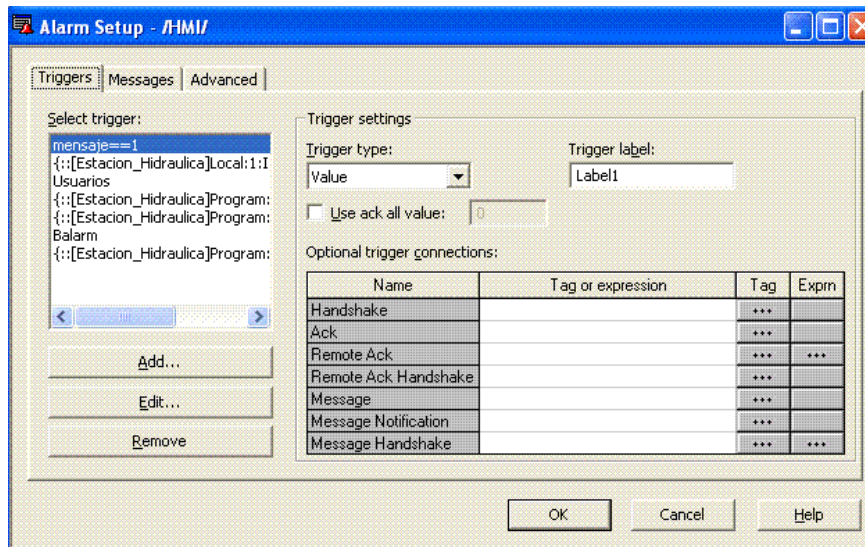 Alarm Setup - /HMI/
Triggers Messages Advanced
Select trigger:
mensaje==1
{::[Estacion_Hidraulica]Local:1:I
Usuarios
{::[Estacion_Hidraulica]Program:
{::[Estacion_Hidraulica]Program:
Balarm
{::[Estacion_Hidraulica]Program:
Add...
Edit...
Remove
Trigger settings
Trigger type: Trigger label:
Value Label1
Use ack all value: 0
Optional trigger connections:
Name Tag or expression Tag Exprn
Handshake ...
Ack ...
Remote Ack ... ...
Remote Ack Handshake ...
Message ...
Message Notification ...
Message Handshake ... ...
OK Cancel Help